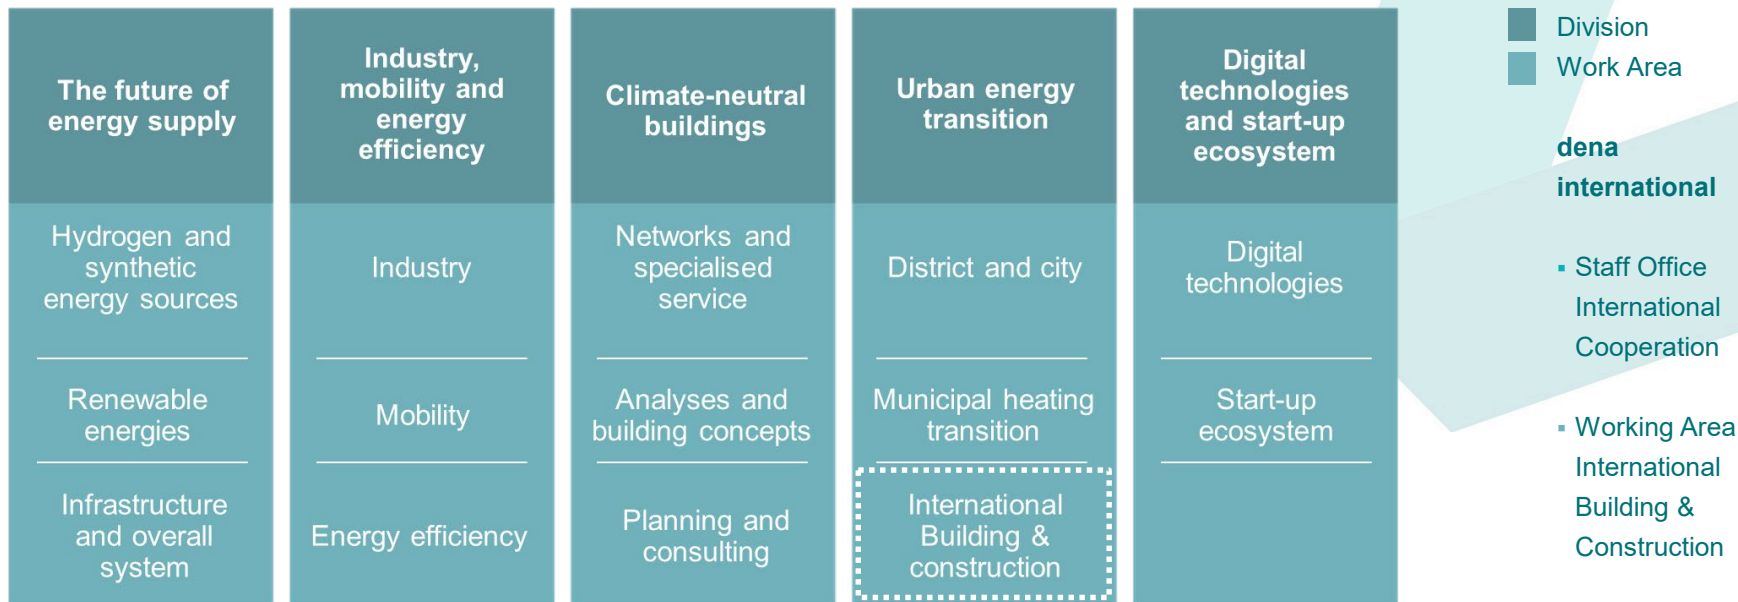 The future of
energy supply
Hydrogen and
synthetic
energy sources
Renewable
energies
Infrastructure
and overall
system
Industry,
mobility and
energy
efficiency
Industry
Mobility
Energy efficiency
Climate-neutral
buildings
Networks and
specialised
service
Analyses and
building concepts
Planning and
consulting
Urban energy
transition
District and city
Municipal heating
transition
International
Building &
construction
Digital
technologies
and start-up
ecosystem
Digital
technologies
Start-up
ecosystem
Division
Work Area
dena
international
▪ Staff Office
International
Cooperation
▪ Working Area
International
Building &
Construction